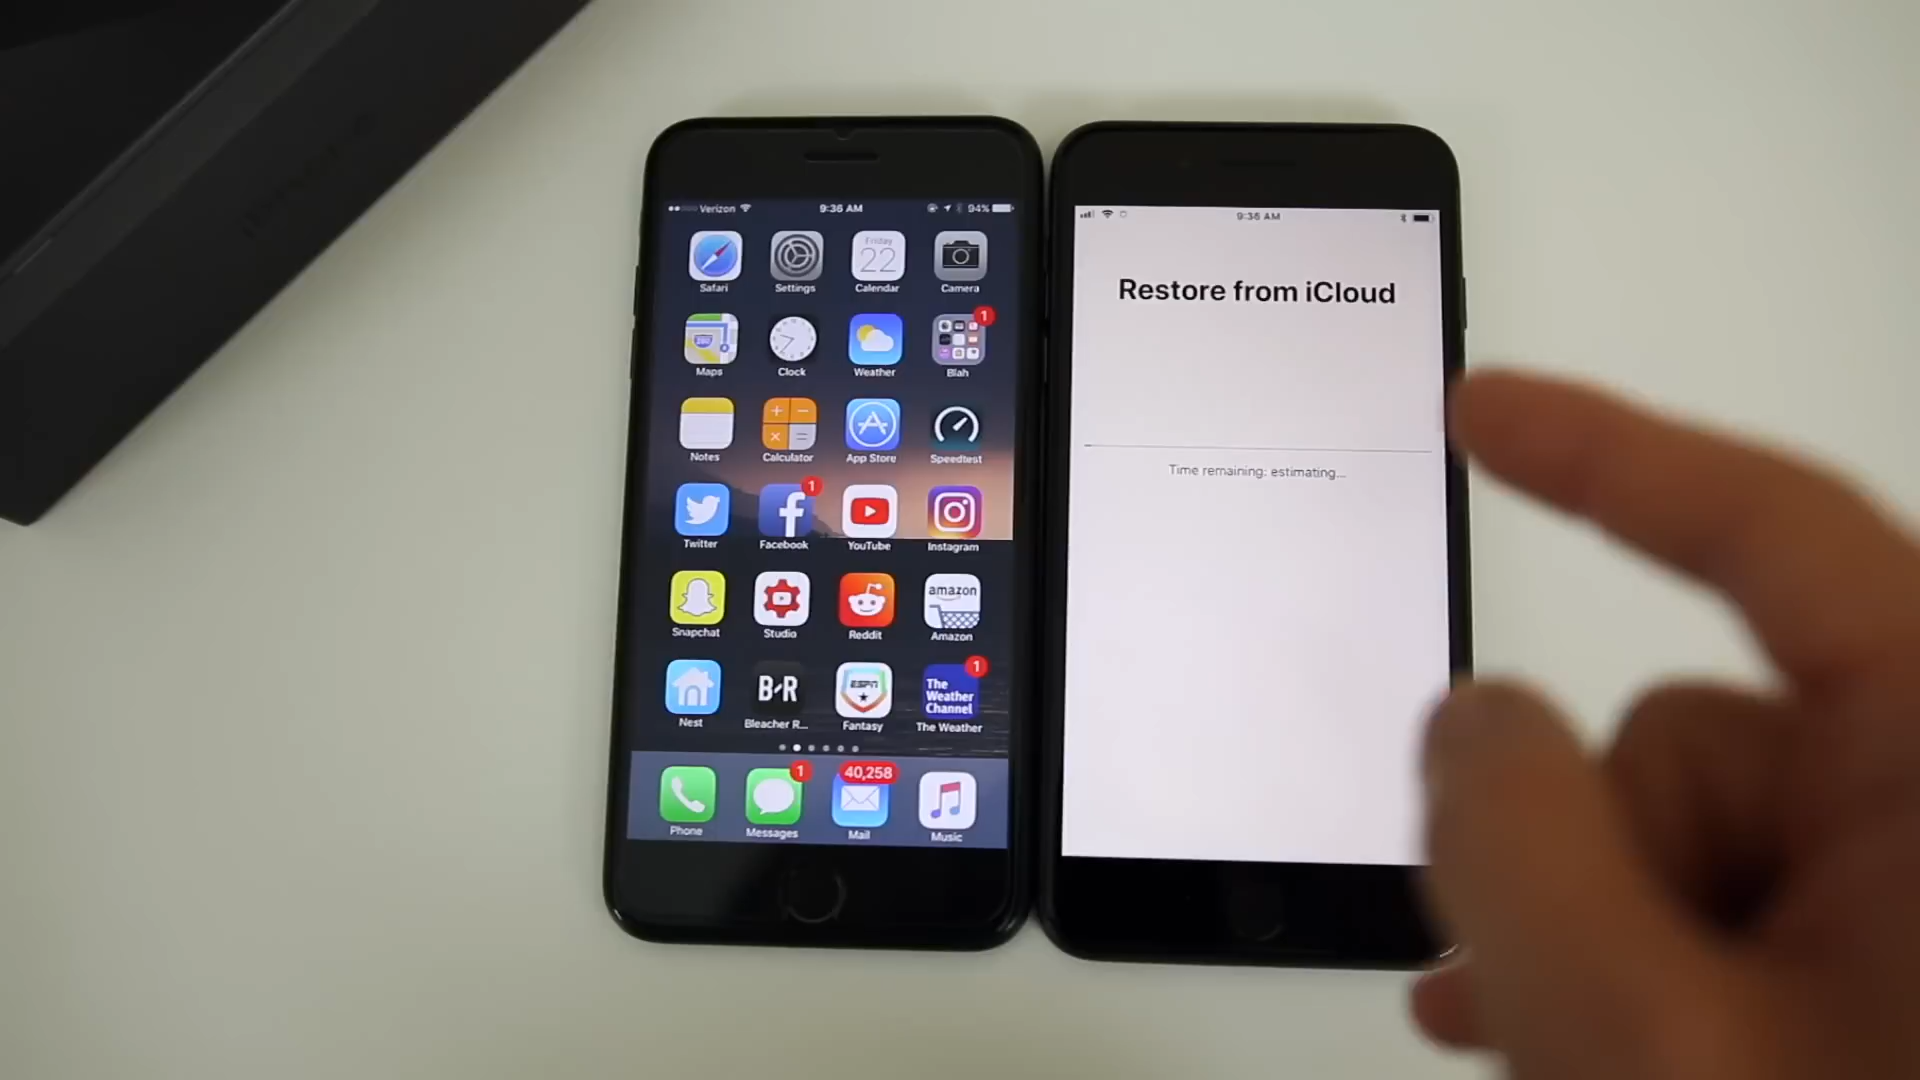 Verizon 9:36 AM 94%
Friday
22
Safari Settings Calendar Camera
280
1
Maps Clock Weather Blah
Notes Calculator App Store Speedtest
1
Twitter Facebook YouTube Instagram
amazon
Snapchat Studio Reddit Amazon
1
B·R
ESPN
The
Weather
Channel
Nest Bleacher R... Fantasy The Weather
1 40,258
Phone Messages Mail Music
9:36 AM
Restore from iCloud
Time remaining: estimating...